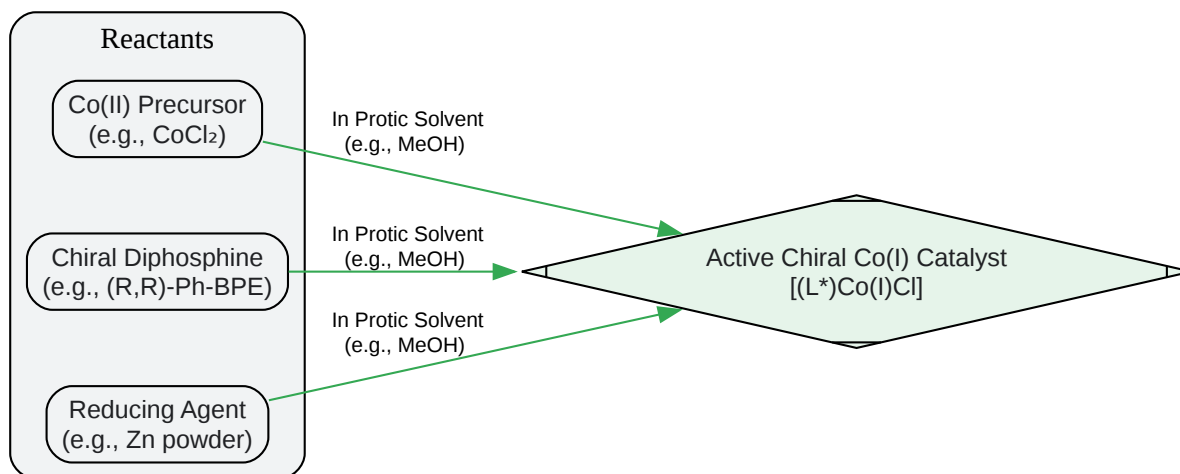 Reactants
Co(II) Precursor
(e.g., CoCl₂)
In Protic Solvent
(e.g., MeOH)
Chiral Diphosphine
(e.g., (R,R)-Ph-BPE)
In Protic Solvent
(e.g., MeOH)
Active Chiral Co(I) Catalyst
[(L*)Co(I)Cl]
In Protic Solvent
(e.g., MeOH)
Reducing Agent
(e.g., Zn powder)